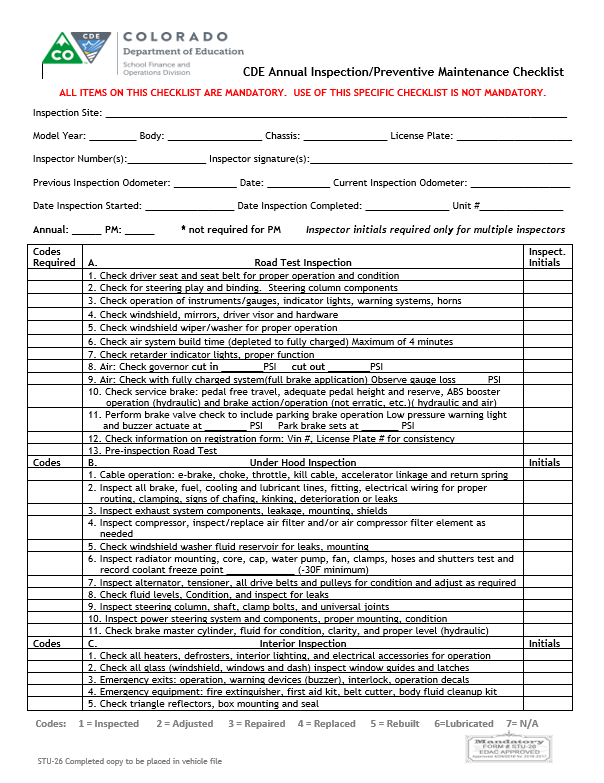 CDE
CO
COLORADO
Department of Education
School Finance and
Operations Division
CDE Annual Inspection/Preventive Maintenance Checklist
ALL ITEMS ON THIS CHECKLIST ARE MANDATORY. USE OF THIS SPECIFIC CHECKLIST IS NOT MANDATORY.
Inspection Site:
Model Year: Body: Chassis: License Plate:
Inspector Number(s): Inspector signature(s):
Previous Inspection Odometer: Date: Current Inspection Odometer:
Date Inspection Started: Date Inspection Completed: Unit #
Annual: PM: * not required for PM Inspector initials required only for multiple inspectors
Codes Inspect.
Required A. Road Test Inspection Initials
1. Check driver seat and seat belt for proper operation and condition
2. Check for steering play and binding. Steering column components
3. Check operation of instruments/gauges, indicator lights, warning systems, horns
4. Check windshield, mirrors, driver visor and hardware
5. Check windshield wiper/washer for proper operation
6. Check air system build time (depleted to fully charged) Maximum of 4 minutes
7. Check retarder indicator lights, proper function
8. Air: Check governor cut in PSI cut out PSI
9. Air: Check with fully charged system(full brake application) Observe gauge loss PSI
10. Check service brake: pedal free travel, adequate pedal height and reserve, ABS booster
operation (hydraulic) and brake action/operation (not erratic, etc.)( hydraulic and air)
11. Perform brake valve check to include parking brake operation Low pressure warning light
and buzzer actuate at PSI Park brake sets at PSI
12. Check information on registration form: Vin #, License Plate # for consistency
13. Pre-inspection Road Test
Codes B. Under Hood Inspection Initials
1. Cable operation: e-brake, choke, throttle, kill cable, accelerator linkage and return spring
2. Inspect all brake, fuel, cooling and lubricant lines, fitting, electrical wiring for proper
routing, clamping, signs of chafing, kinking, deterioration or leaks
3. Inspect exhaust system components, leakage, mounting, shields
4. Inspect compressor, inspect/replace air filter and/or air compressor filter element as
needed
5. Check windshield washer fluid reservoir for leaks, mounting
6. Inspect radiator mounting, core, cap, water pump, fan, clamps, hoses and shutters test and
record coolant freeze point (-30F minimum)
7. Inspect alternator, tensioner, all drive belts and pulleys for condition and adjust as required
8. Check fluid levels, Condition, and inspect for leaks
9. Inspect steering column, shaft, clamp bolts, and universal joints
10. Inspect power steering system and components, proper mounting, condition
11. Check brake master cylinder, fluid for condition, clarity, and proper level (hydraulic)
Codes C. Interior Inspection Initials
1. Check all heaters, defrosters, interior lighting, and electrical accessories for operation
2. Check all glass (windshield, windows and dash) inspect window guides and latches
3. Emergency exits: operation, warning devices (buzzer), interlock, operation decals
4. Emergency equipment: fire extinguisher, first aid kit, belt cutter, body fluid cleanup kit
5. Check triangle reflectors, box mounting and seal
Codes: 1 = Inspected 2 = Adjusted 3 = Repaired 4 = Replaced 5 = Rebuilt 6=Lubricated 7= N/A
Mandatory
FORM # STU-26
EDAC APPROVED
STU-26 Completed copy to be placed in vehicle file